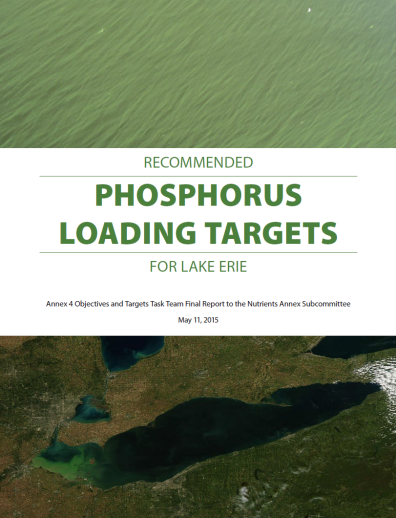 RECOMMENDED
PHOSPHORUS
LOADING TARGETS
FOR LAKE ERIE
Annex 4 Objectives and Targets Task Team Final Report to the Nutrients Annex Subcommittee
May 11, 2015